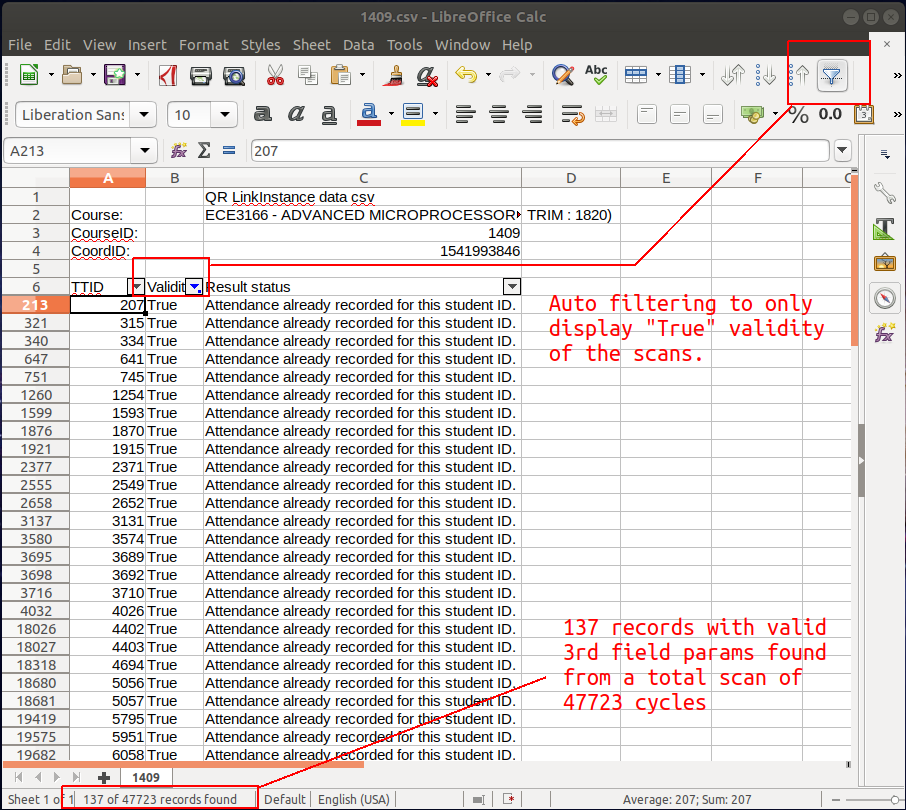 1409.csv - LibreOffice Calc
File Edit View Insert Format Styles Sheet Data Tools Window Help
Abc
Liberation Sans 10 a a a a % 0.0
A213 207
A B C D E F
1 QR LinkInstance data csv
2 Course: ECE3166 - ADVANCED MICROPROCESSOR TRIM : 1820)
3 CourseID: 1409
4 CoordID: 1541993846
5
6 TTID Validit Result status
213 207 True Attendance already recorded for this student ID.
321 315 True Attendance already recorded for this student ID.
340 334 True Attendance already recorded for this student ID.
647 641 True Attendance already recorded for this student ID.
751 745 True Attendance already recorded for this student ID.
1260 1254 True Attendance already recorded for this student ID.
1599 1593 True Attendance already recorded for this student ID.
1876 1870 True Attendance already recorded for this student ID.
1921 1915 True Attendance already recorded for this student ID.
2377 2371 True Attendance already recorded for this student ID.
2555 2549 True Attendance already recorded for this student ID.
2658 2652 True Attendance already recorded for this student ID.
3137 3131 True Attendance already recorded for this student ID.
3580 3574 True Attendance already recorded for this student ID.
3695 3689 True Attendance already recorded for this student ID.
3698 3692 True Attendance already recorded for this student ID.
3716 3710 True Attendance already recorded for this student ID.
4032 4026 True Attendance already recorded for this student ID.
18026 4402 True Attendance already recorded for this student ID.
18027 4403 True Attendance already recorded for this student ID.
18318 4694 True Attendance already recorded for this student ID.
18680 5056 True Attendance already recorded for this student ID.
18681 5057 True Attendance already recorded for this student ID.
19419 5795 True Attendance already recorded for this student ID.
19575 5951 True Attendance already recorded for this student ID.
19682 6058 True Attendance already recorded for this student ID.
Auto filtering to only
display "True" validity
of the scans.
137 records with valid
3rd field params found
from a total scan of
47723 cycles
1409
Sheet 1 of 1 137 of 47723 records found Default English (USA) Average: 207; Sum: 207